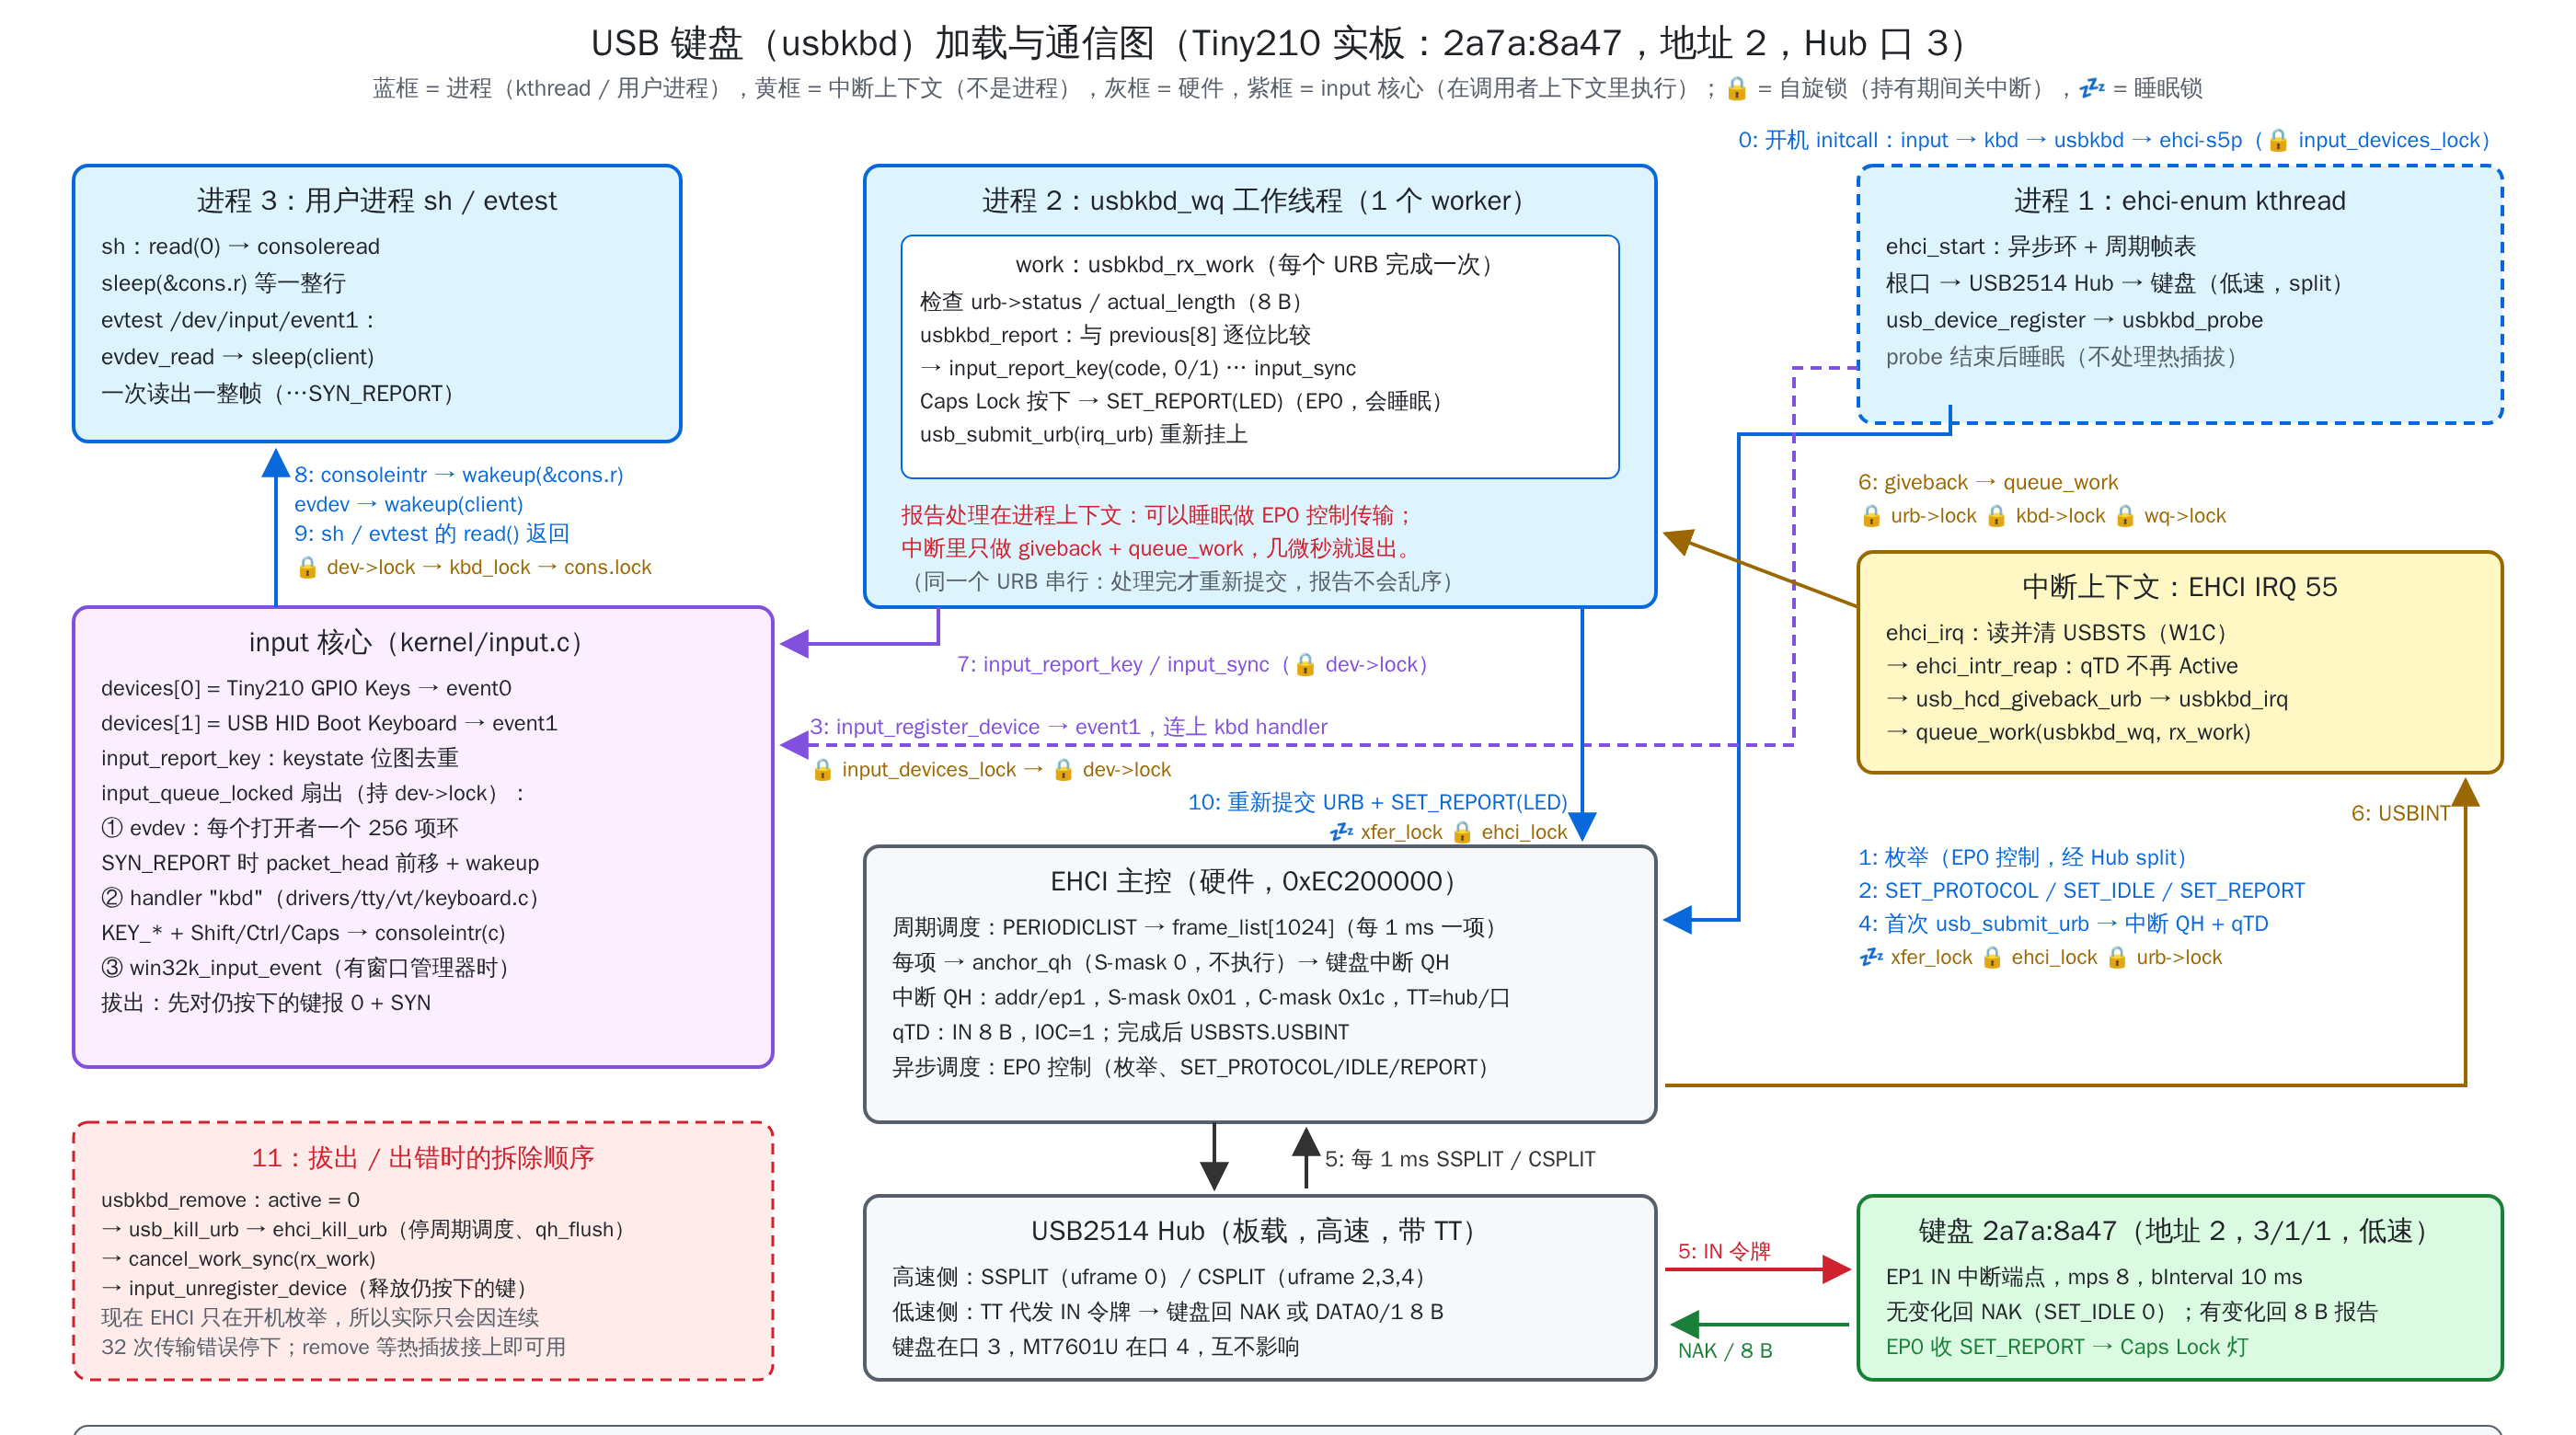 USB 键盘（usbkbd）加载与通信图（Tiny210 实板：2a7a:8a47，地址 2，Hub 口 3）
蓝框 = 进程（kthread / 用户进程），黄框 = 中断上下文（不是进程），灰框 = 硬件，紫框 = input 核心（在调用者上下文里执行）；🔒 = 自旋锁（持有期间关中断），💤 = 睡眠锁
0: 开机 initcall：input → kbd → usbkbd → ehci-s5p（🔒 input_devices_lock）
进程 3：用户进程 sh / evtest
sh：read(0) → consoleread
sleep(&cons.r) 等一整行
evtest /dev/input/event1：
evdev_read → sleep(client)
一次读出一整帧（…SYN_REPORT）
进程 2：usbkbd_wq 工作线程（1 个 worker）
work：usbkbd_rx_work（每个 URB 完成一次）
检查 urb->status / actual_length（8 B）
usbkbd_report：与 previous[8] 逐位比较
→ input_report_key(code, 0/1) … input_sync
Caps Lock 按下 → SET_REPORT(LED)（EP0，会睡眠）
usb_submit_urb(irq_urb) 重新挂上
报告处理在进程上下文：可以睡眠做 EP0 控制传输；
中断里只做 giveback + queue_work，几微秒就退出。
（同一个 URB 串行：处理完才重新提交，报告不会乱序）
进程 1：ehci-enum kthread
ehci_start：异步环 + 周期帧表
根口 → USB2514 Hub → 键盘（低速，split）
usb_device_register → usbkbd_probe
probe 结束后睡眠（不处理热插拔）
8: consoleintr → wakeup(&cons.r)
evdev → wakeup(client)
9: sh / evtest 的 read() 返回
🔒 dev->lock → kbd_lock → cons.lock
6: giveback → queue_work
🔒 urb->lock 🔒 kbd->lock 🔒 wq->lock
中断上下文：EHCI IRQ 55
ehci_irq：读并清 USBSTS（W1C）
→ ehci_intr_reap：qTD 不再 Active
→ usb_hcd_giveback_urb → usbkbd_irq
→ queue_work(usbkbd_wq, rx_work)
input 核心（kernel/input.c）
devices[0] = Tiny210 GPIO Keys → event0
devices[1] = USB HID Boot Keyboard → event1
input_report_key：keystate 位图去重
input_queue_locked 扇出（持 dev->lock）：
① evdev：每个打开者一个 256 项环
SYN_REPORT 时 packet_head 前移 + wakeup
② handler "kbd"（drivers/tty/vt/keyboard.c）
KEY_* + Shift/Ctrl/Caps → consoleintr(c)
③ win32k_input_event（有窗口管理器时）
拔出：先对仍按下的键报 0 + SYN
7: input_report_key / input_sync（🔒 dev->lock）
3: input_register_device → event1，连上 kbd handler
🔒 input_devices_lock → 🔒 dev->lock
10: 重新提交 URB + SET_REPORT(LED)
💤 xfer_lock 🔒 ehci_lock
6: USBINT
1: 枚举（EP0 控制，经 Hub split）
2: SET_PROTOCOL / SET_IDLE / SET_REPORT
4: 首次 usb_submit_urb → 中断 QH + qTD
💤 xfer_lock 🔒 ehci_lock 🔒 urb->lock
EHCI 主控（硬件，0xEC200000）
周期调度：PERIODICLIST → frame_list[1024]（每 1 ms 一项）
每项 → anchor_qh（S-mask 0，不执行）→ 键盘中断 QH
中断 QH：addr/ep1，S-mask 0x01，C-mask 0x1c，TT=hub/口
qTD：IN 8 B，IOC=1；完成后 USBSTS.USBINT
异步调度：EP0 控制（枚举、SET_PROTOCOL/IDLE/REPORT）
5: 每 1 ms SSPLIT / CSPLIT
11：拔出 / 出错时的拆除顺序
usbkbd_remove：active = 0
→ usb_kill_urb → ehci_kill_urb（停周期调度、qh_flush）
→ cancel_work_sync(rx_work)
→ input_unregister_device（释放仍按下的键）
现在 EHCI 只在开机枚举，所以实际只会因连续
32 次传输错误停下；remove 等热插拔接上即可用
USB2514 Hub（板载，高速，带 TT）
高速侧：SSPLIT（uframe 0）/ CSPLIT（uframe 2,3,4）
低速侧：TT 代发 IN 令牌 → 键盘回 NAK 或 DATA0/1 8 B
键盘在口 3，MT7601U 在口 4，互不影响
5: IN 令牌
NAK / 8 B
键盘 2a7a:8a47（地址 2，3/1/1，低速）
EP1 IN 中断端点，mps 8，bInterval 10 ms
无变化回 NAK（SET_IDLE 0）；有变化回 8 B 报告
EP0 收 SET_REPORT → Caps Lock 灯